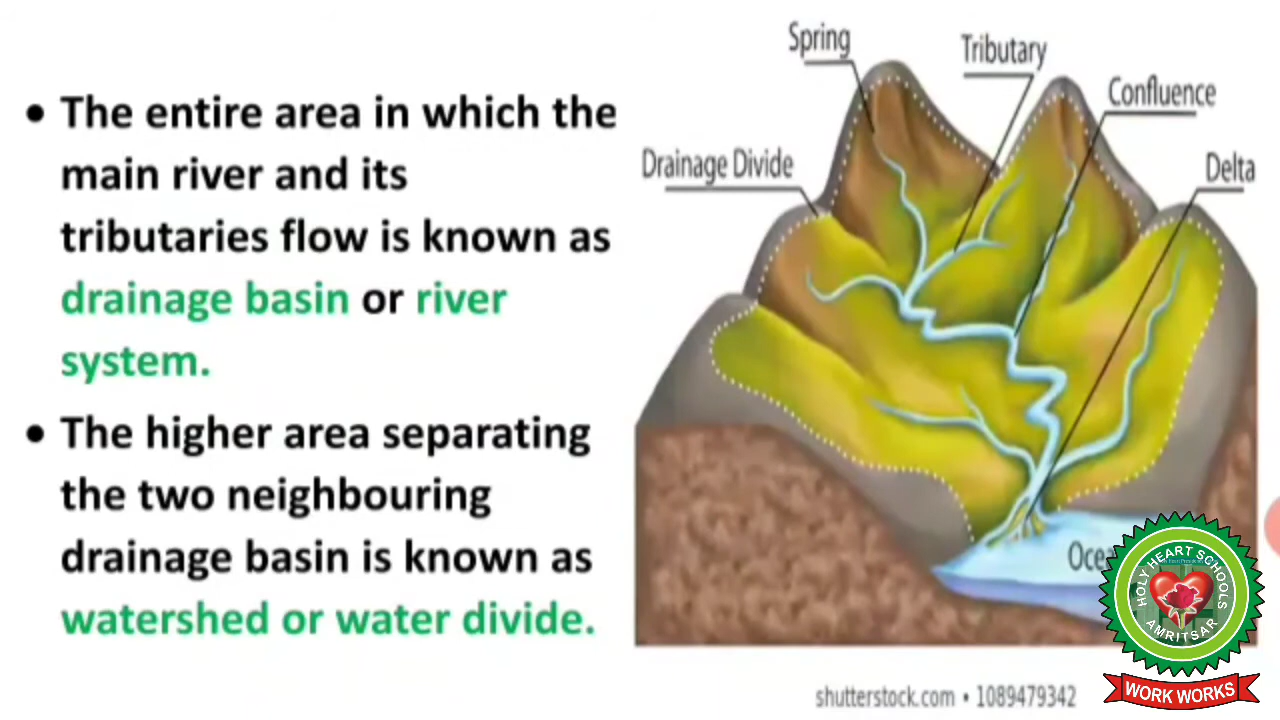 • The entire area in which the
main river and its
tributaries flow is known as
drainage basin or river
system.
• The higher area separating
the two neighbouring
drainage basin is known as
watershed or water divide.
Spring
Tributary
Confluence
Drainage Divide
Delta
HOLY HEART SCHOOLS
AMRITSAR
WORK WORKS
shutterstock.com • 1089479342